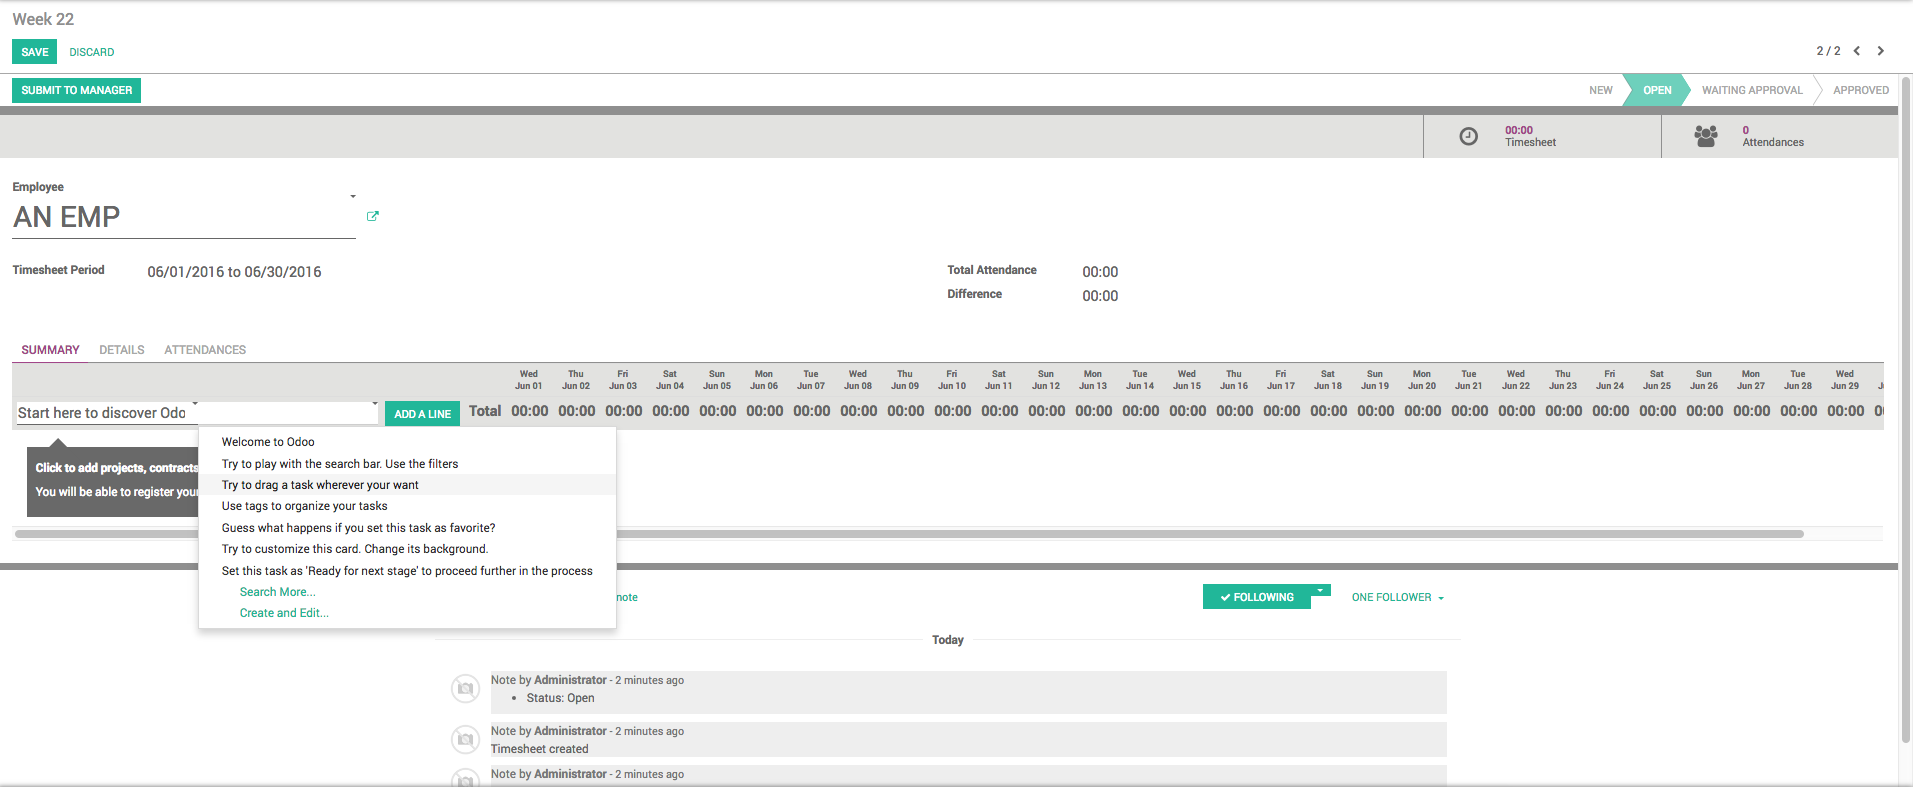 Week 22
SAVE DISCARD
2 / 2
SUBMIT TO MANAGER
NEW OPEN WAITING APPROVAL APPROVED
00:00
Timesheet
0
Attendances
Employee
AN EMP
Timesheet Period 06/01/2016 to 06/30/2016
Total Attendance 00:00
Difference 00:00
SUMMARY DETAILS ATTENDANCES
Wed Thu Fri Sat Sun Mon Tue Wed Thu Fri Sat Sun Mon Tue Wed Thu Fri Sat Sun Mon Tue Wed Thu Fri Sat Sun Mon Tue Wed
Jun 01 Jun 02 Jun 03 Jun 04 Jun 05 Jun 06 Jun 07 Jun 08 Jun 09 Jun 10 Jun 11 Jun 12 Jun 13 Jun 14 Jun 15 Jun 16 Jun 17 Jun 18 Jun 19 Jun 20 Jun 21 Jun 22 Jun 23 Jun 24 Jun 25 Jun 26 Jun 27 Jun 28 Jun 29
Start here to discover Odo ADD A LINE Total 00:00 00:00 00:00 00:00 00:00 00:00 00:00 00:00 00:00 00:00 00:00 00:00 00:00 00:00 00:00 00:00 00:00 00:00 00:00 00:00 00:00 00:00 00:00 00:00 00:00 00:00 00:00 00:00 00:00
Click to add projects, contracts
You will be able to register your
Welcome to Odoo
Try to play with the search bar. Use the filters
Try to drag a task wherever your want
Use tags to organize your tasks
Guess what happens if you set this task as favorite?
Try to customize this card. Change its background.
Set this task as 'Ready for next stage' to proceed further in the process
Search More...
Create and Edit...
note
FOLLOWING ONE FOLLOWER
Today
Note by Administrator - 2 minutes ago
• Status: Open
Note by Administrator - 2 minutes ago
Timesheet created
Note by Administrator - 2 minutes ago